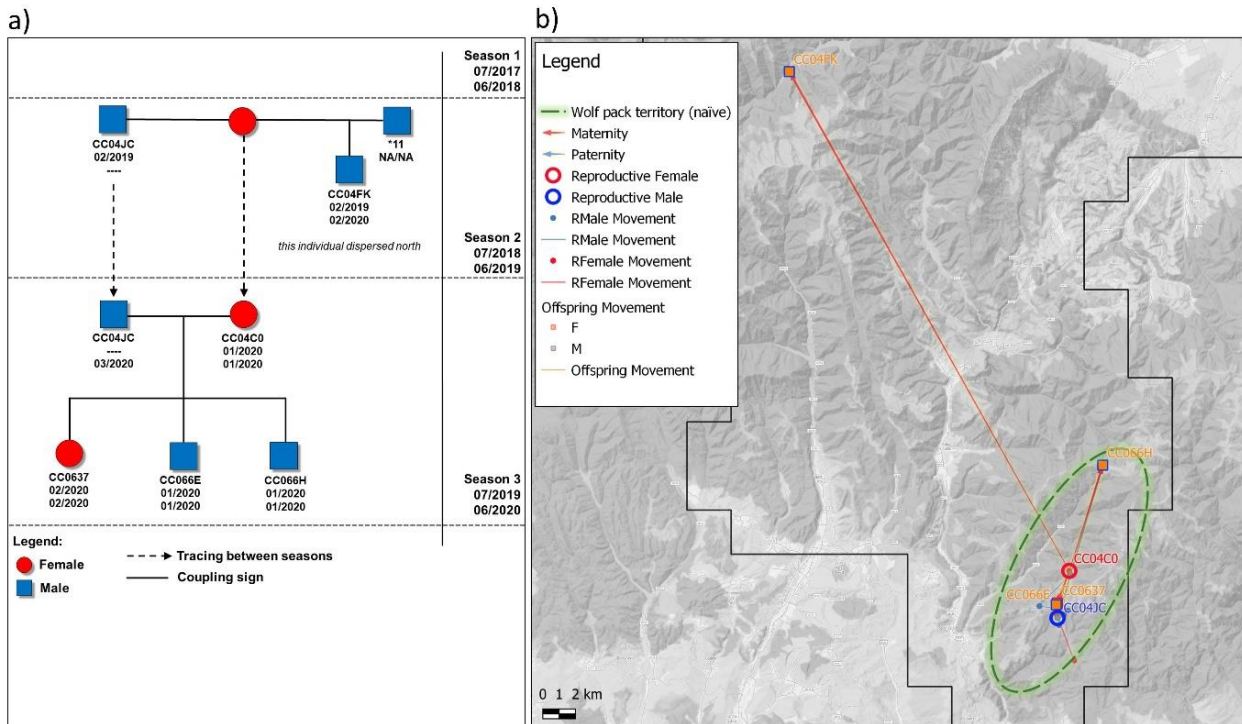 a)
Season 1
07/2017
06/2018
CC04JC
02/2019
----
*11
NA/NA
CC04FK
02/2019
02/2020
this individual dispersed north
Season 2
07/2018
06/2019
CC04JC
----
03/2020
CC04C0
01/2020
01/2020
CC0637
02/2020
02/2020
CC066E
01/2020
01/2020
CC066H
01/2020
01/2020
Season 3
07/2019
06/2020
Legend:
Female
Male
Tracing between seasons
Coupling sign
b)
Legend
Wolf pack territory (naïve)
Maternity
Paternity
Reproductive Female
Reproductive Male
RMale Movement
RMale Movement
RFemale Movement
RFemale Movement
Offspring Movement
F
M
Offspring Movement
CC04FK
CC066H
CC04C0
CC0637
CC04JC
0 1 2 km